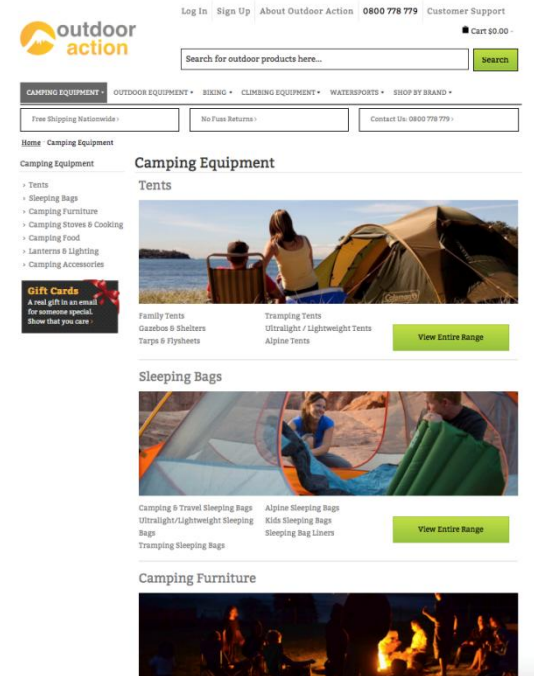 Log In Sign Up About Outdoor Action 0800 778 779 Customer Support
outdoor
action
Cart $0.00 -
Search for outdoor products here...
Search
CAMPING EQUIPMENT OUTDOOR EQUIPMENT BIKING CLIMBING EQUIPMENT WATERSPORTS SHOP BY BRAND
Free Shipping Nationwide ›
No Fuss Returns ›
Contact Us: 0800 778 779 ›
Home Camping Equipment
Camping Equipment
› Tents
› Sleeping Bags
› Camping Furniture
› Camping Stoves & Cooking
› Camping Food
› Lanterns & Lighting
› Camping Accessories
Gift Cards
A real gift in an email
for someone special.
Show that you care ›
Camping Equipment
Tents
Coleman
Family Tents
Gazebos & Shelters
Tarps & Flysheets
Tramping Tents
Ultralight / Lightweight Tents
Alpine Tents
View Entire Range
Sleeping Bags
Camping & Travel Sleeping Bags
Ultralight/Lightweight Sleeping
Bags
Tramping Sleeping Bags
Alpine Sleeping Bags
Kids Sleeping Bags
Sleeping Bag Liners
View Entire Range
Camping Furniture